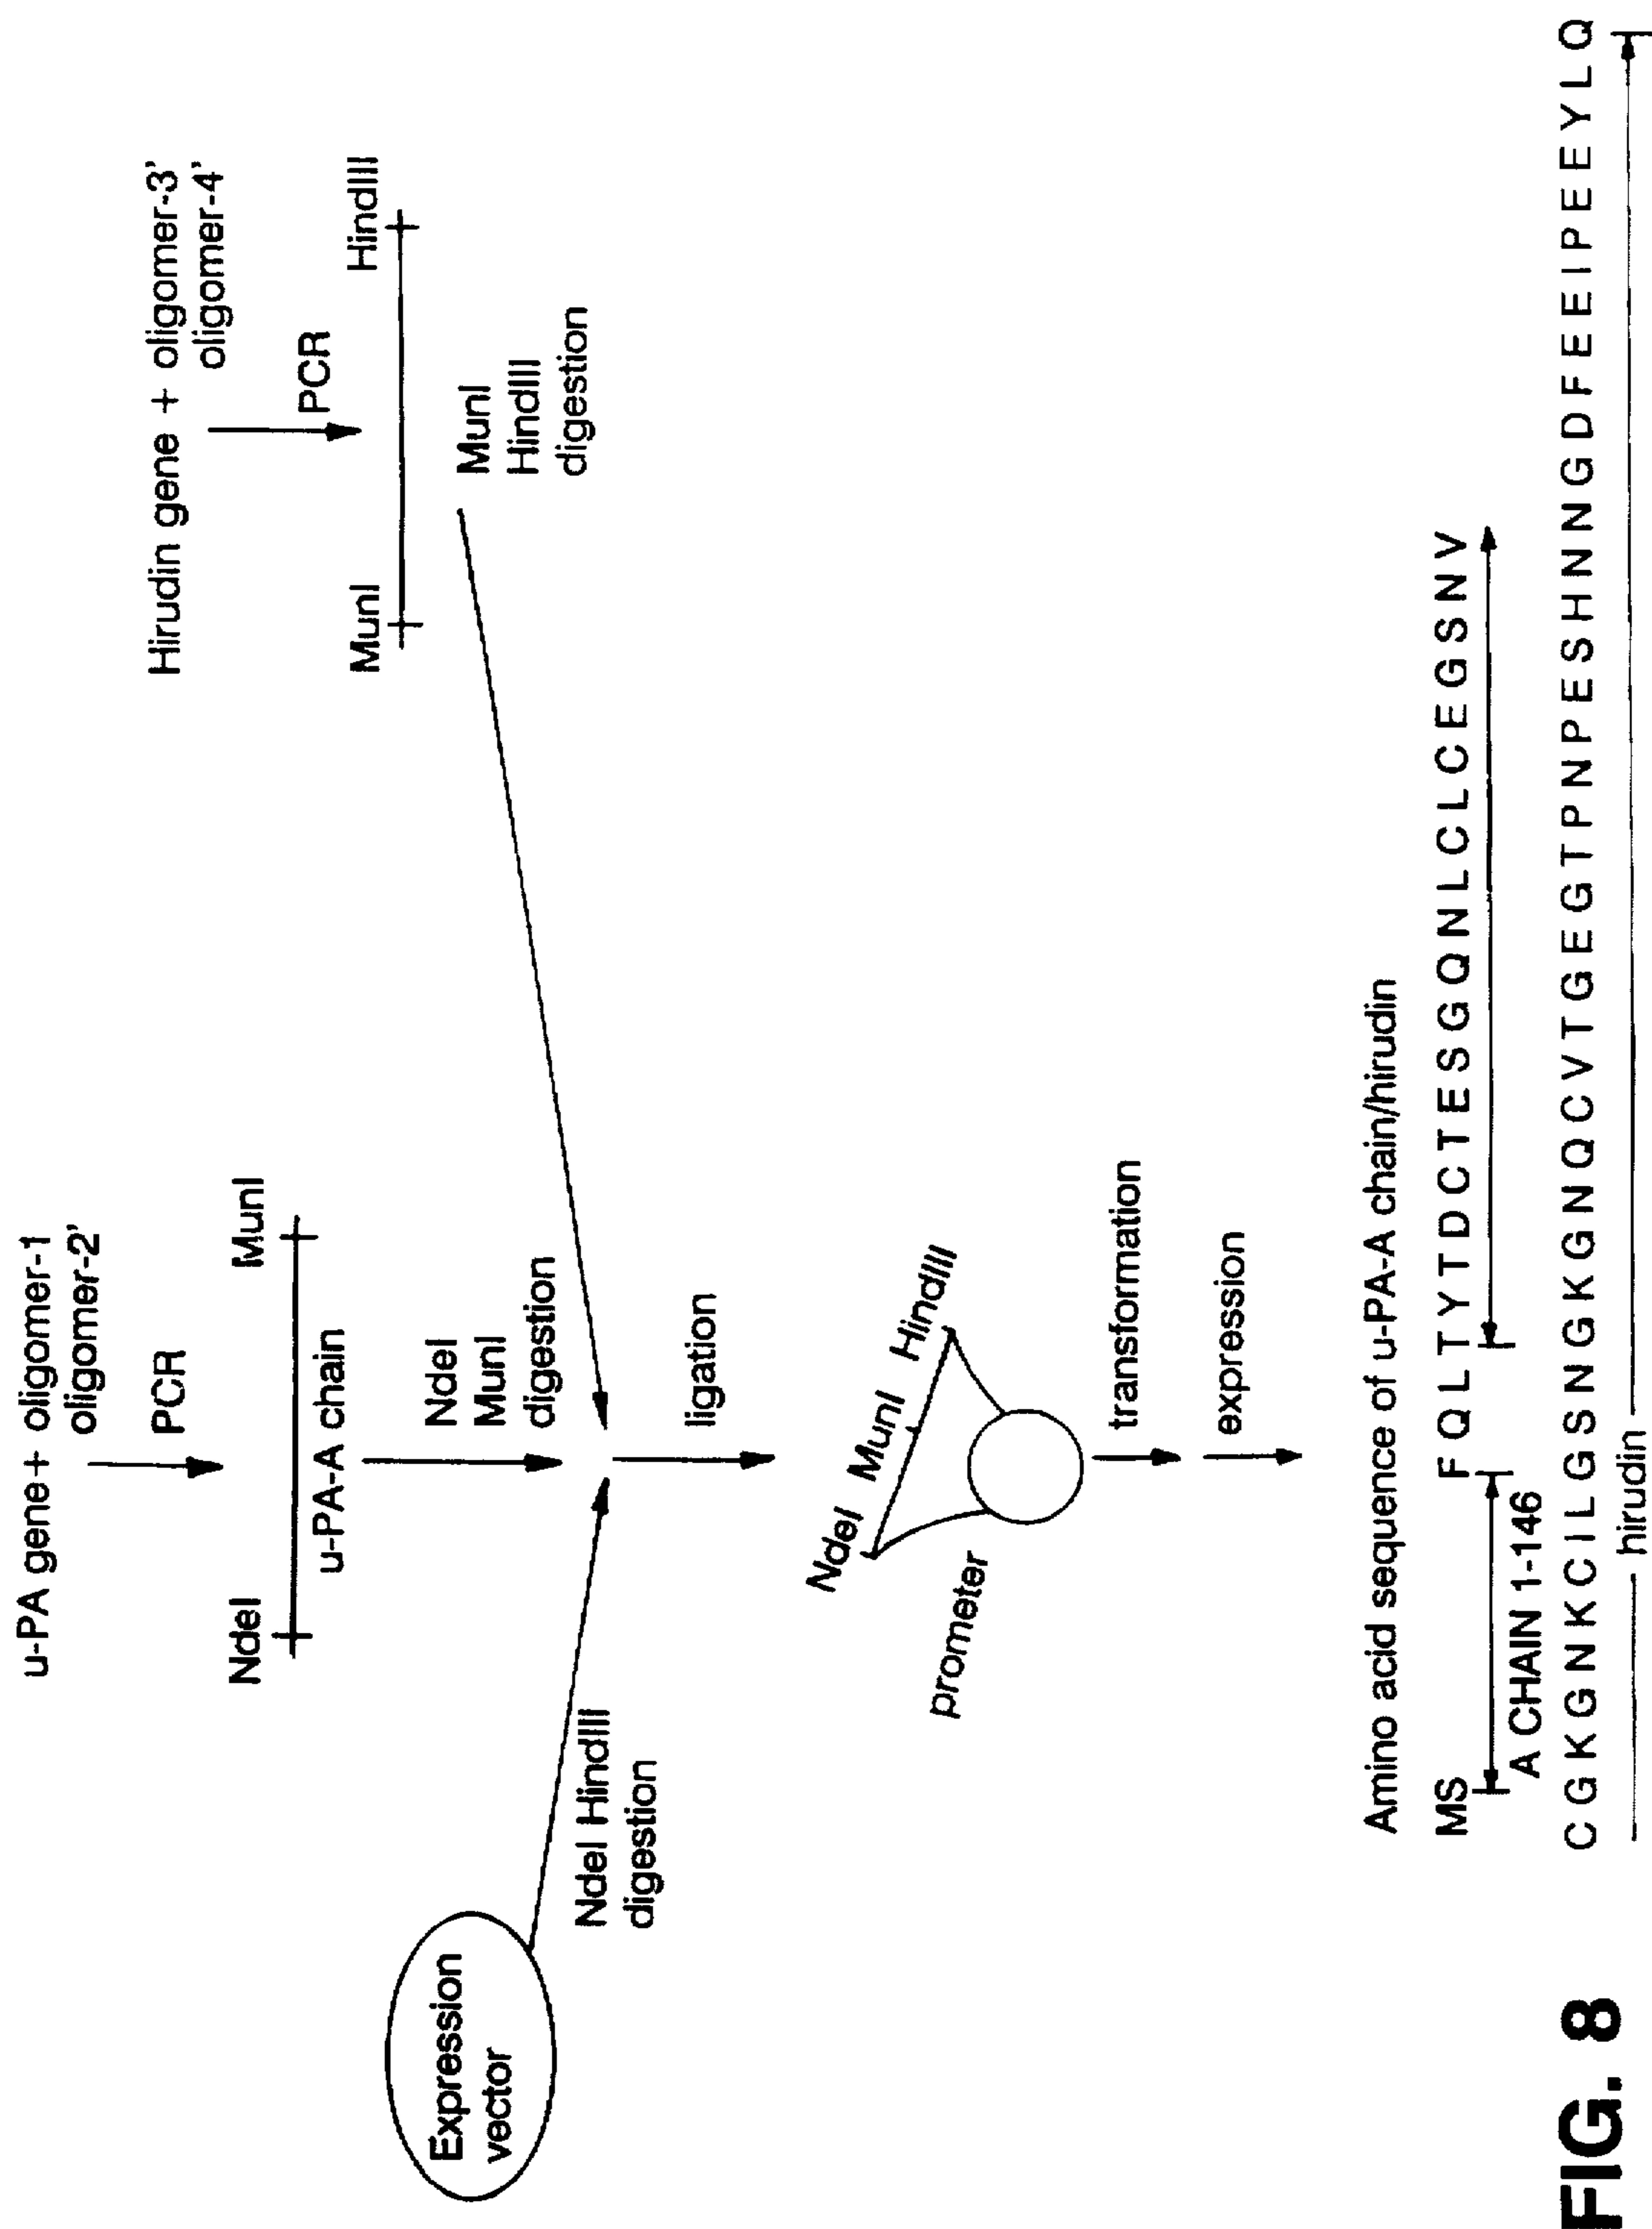 u-PA gene+ oligomer-1
oligomer-2'
PCR
NdeI MunI
u-PA-A chain
NdeI
MunI
digestion
Hirudin gene + oligomer-3'
oligomer-4'
PCR
MunI HindIII
MunI
HindIII
digestion
Expression
vector
NdeI HindIII
digestion
ligation
NdeI MunI HindIII
prometer
transformation
expression
Amino acid sequence of u-PA-A chain/hirudin
MS F Q L T Y T D C T E S G Q N L C L C E G S N V
A CHAIN 1-146
C G K G N K C I L G S N G K G N Q C V T G E G T P N P E S H N N G D F E E I P E E Y L Q
hirudin
FIG. 8